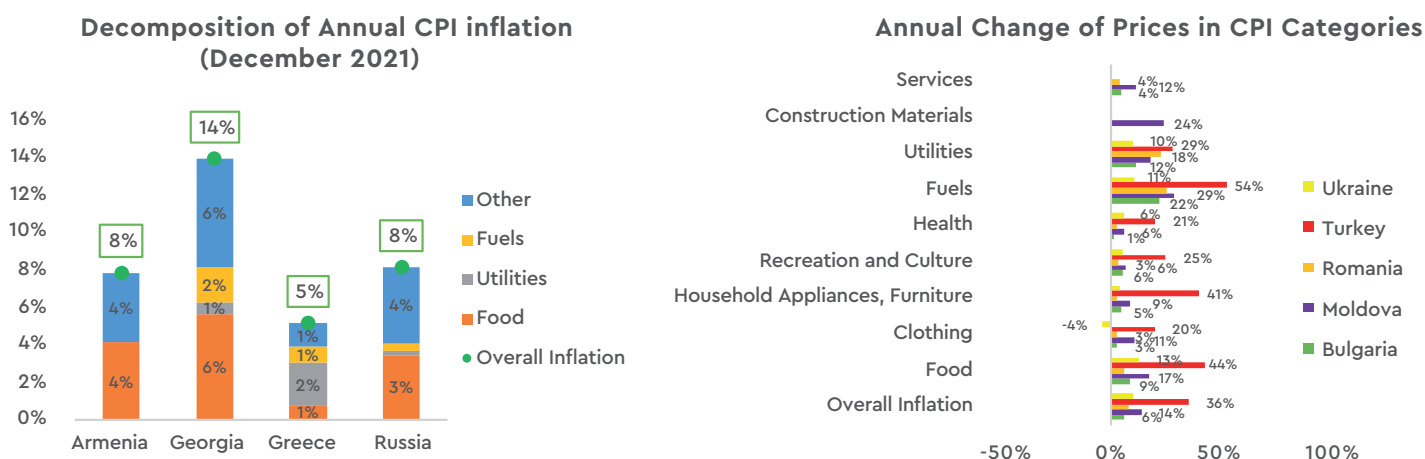 Decomposition of Annual CPI inflation
(December 2021)
16%
14%
12%
10%
8%
6%
4%
2%
0%
8%
4%
4%
14%
6%
2%
1%
6%
5%
1%
1%
2%
1%
8%
4%
3%
Armenia
Georgia
Greece
Russia
Other
Fuels
Utilities
Food
Overall Inflation
Annual Change of Prices in CPI Categories
Services
4%
12%
4%
Construction Materials
24%
Utilities
10%
29%
18%
12%
Fuels
11%
54%
29%
22%
Health
6%
21%
6%
1%
Recreation and Culture
25%
3%
6%
6%
Household Appliances, Furniture
41%
9%
5%
Clothing
-4%
20%
3%
11%
3%
Food
13%
44%
17%
9%
Overall Inflation
36%
14%
6%
-50%
0%
50%
100%
Ukraine
Turkey
Romania
Moldova
Bulgaria